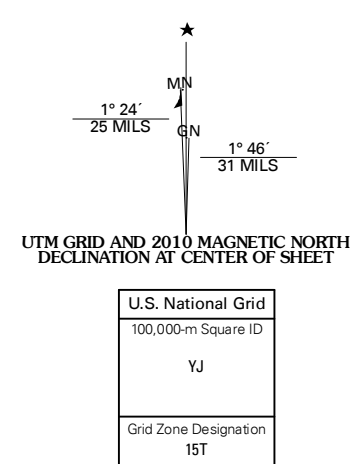 ★
MN
1° 24´
25 MILS
GN
1° 46´
31 MILS
UTM GRID AND 2010 MAGNETIC NORTH
DECLINATION AT CENTER OF SHEET
U.S. National Grid
100,000-m Square ID
YJ
Grid Zone Designation
15T